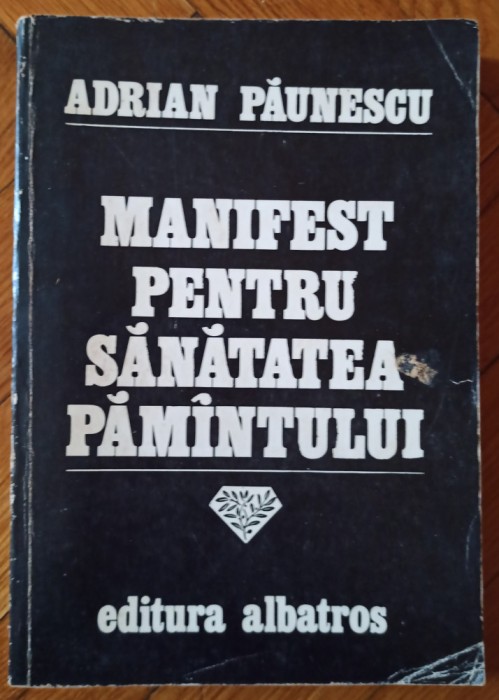 ADRIAN PĂUNESCU
MANIFEST
PENTRU
SĂNĂTATEA
PĂMÎNTULUI
editura albatros